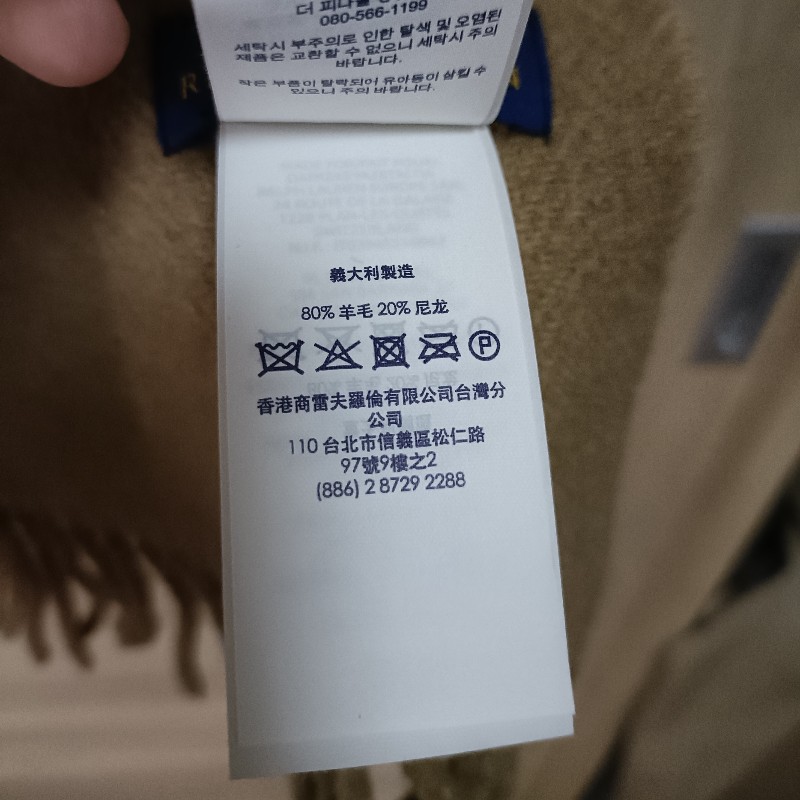 080-566-1199
세탁시 부주의로 인한 탈색 및 오염된
제품은 교환할 수 없으니 세탁시 주의
바랍니다.
작은 부품이 탈락되어 유아동이 삼킬 수
있으니 주의 바랍니다.
義大利製造
80% 羊毛 20% 尼龙
P
香港商雷夫羅倫有限公司台灣分
公司
110 台北市信義區松仁路
97號9樓之2
(886) 2 8729 2288